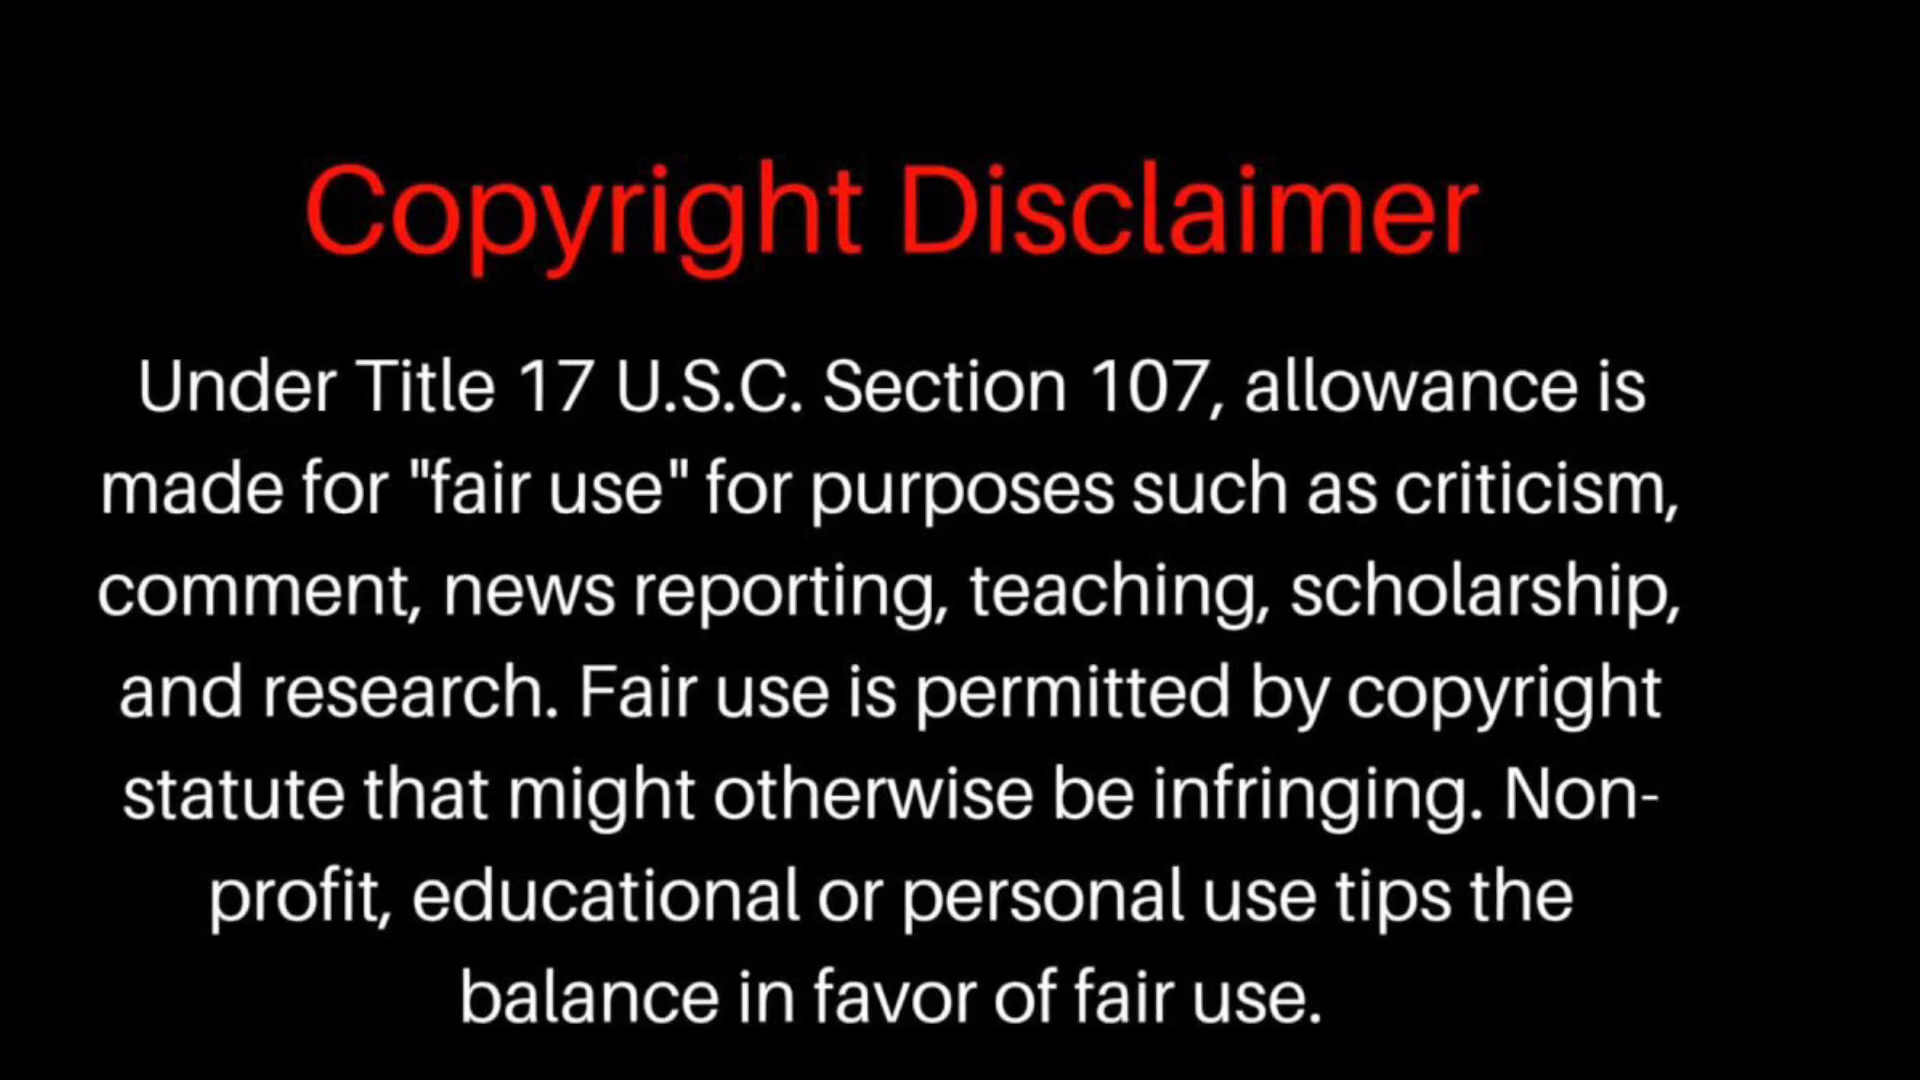 Copyright Disclaimer
Under Title 17 U.S.C. Section 107, allowance is
made for "fair use" for purposes such as criticism,
comment, news reporting, teaching, scholarship,
and research. Fair use is permitted by copyright
statute that might otherwise be infringing. Non-
profit, educational or personal use tips the
balance in favor of fair use.